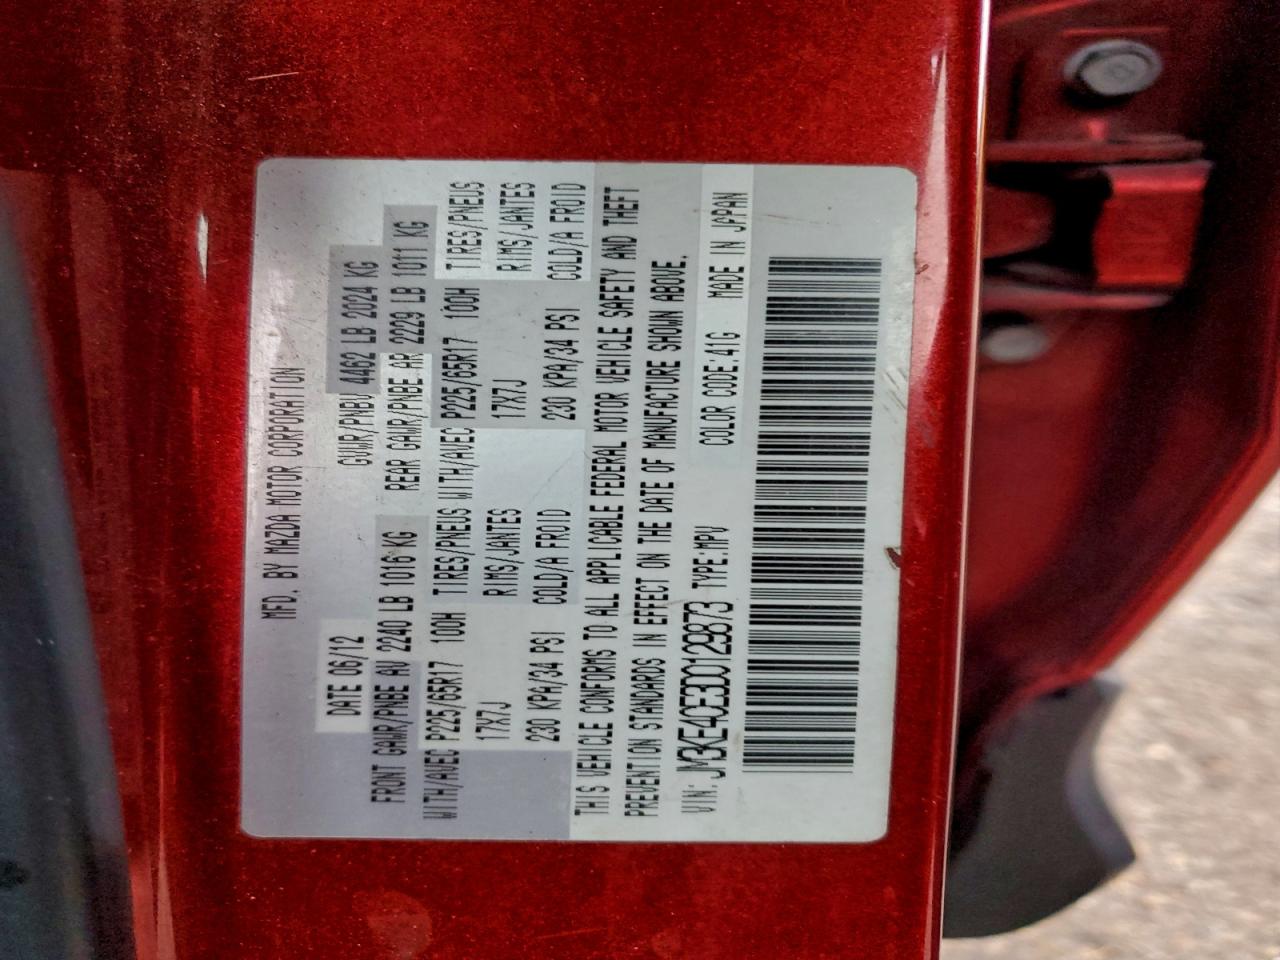 MFD. BY MAZDA MOTOR CORPORATION
DATE 06/12 GVWR/PNBV 4462 LB 2024 KG
FRONT GAWR/PNBE AV 2240 LB 1016 KG REAR GAWR/PNBE AR 2229 LB 1011 KG
WITH/AVEC P225/65R17 100H TIRES/PNEUS WITH/AVEC P225/65R17 100H TIRES/PNEUS
17X7J RIMS/JANTES 17X7J RIMS/JANTES
230 KPA/34 PSI COLD/A FROID 230 KPA/34 PSI COLD/A FROID
THIS VEHICLE CONFORMS TO ALL APPLICABLE FEDERAL MOTOR VEHICLE SAFETY AND THEFT
PREVENTION STANDARDS IN EFFECT ON THE DATE OF MANUFACTURE SHOWN ABOVE.
VIN: JM3KE4CE3D0129873 TYPE:MPV COLOR CODE:41G MADE IN JAPAN